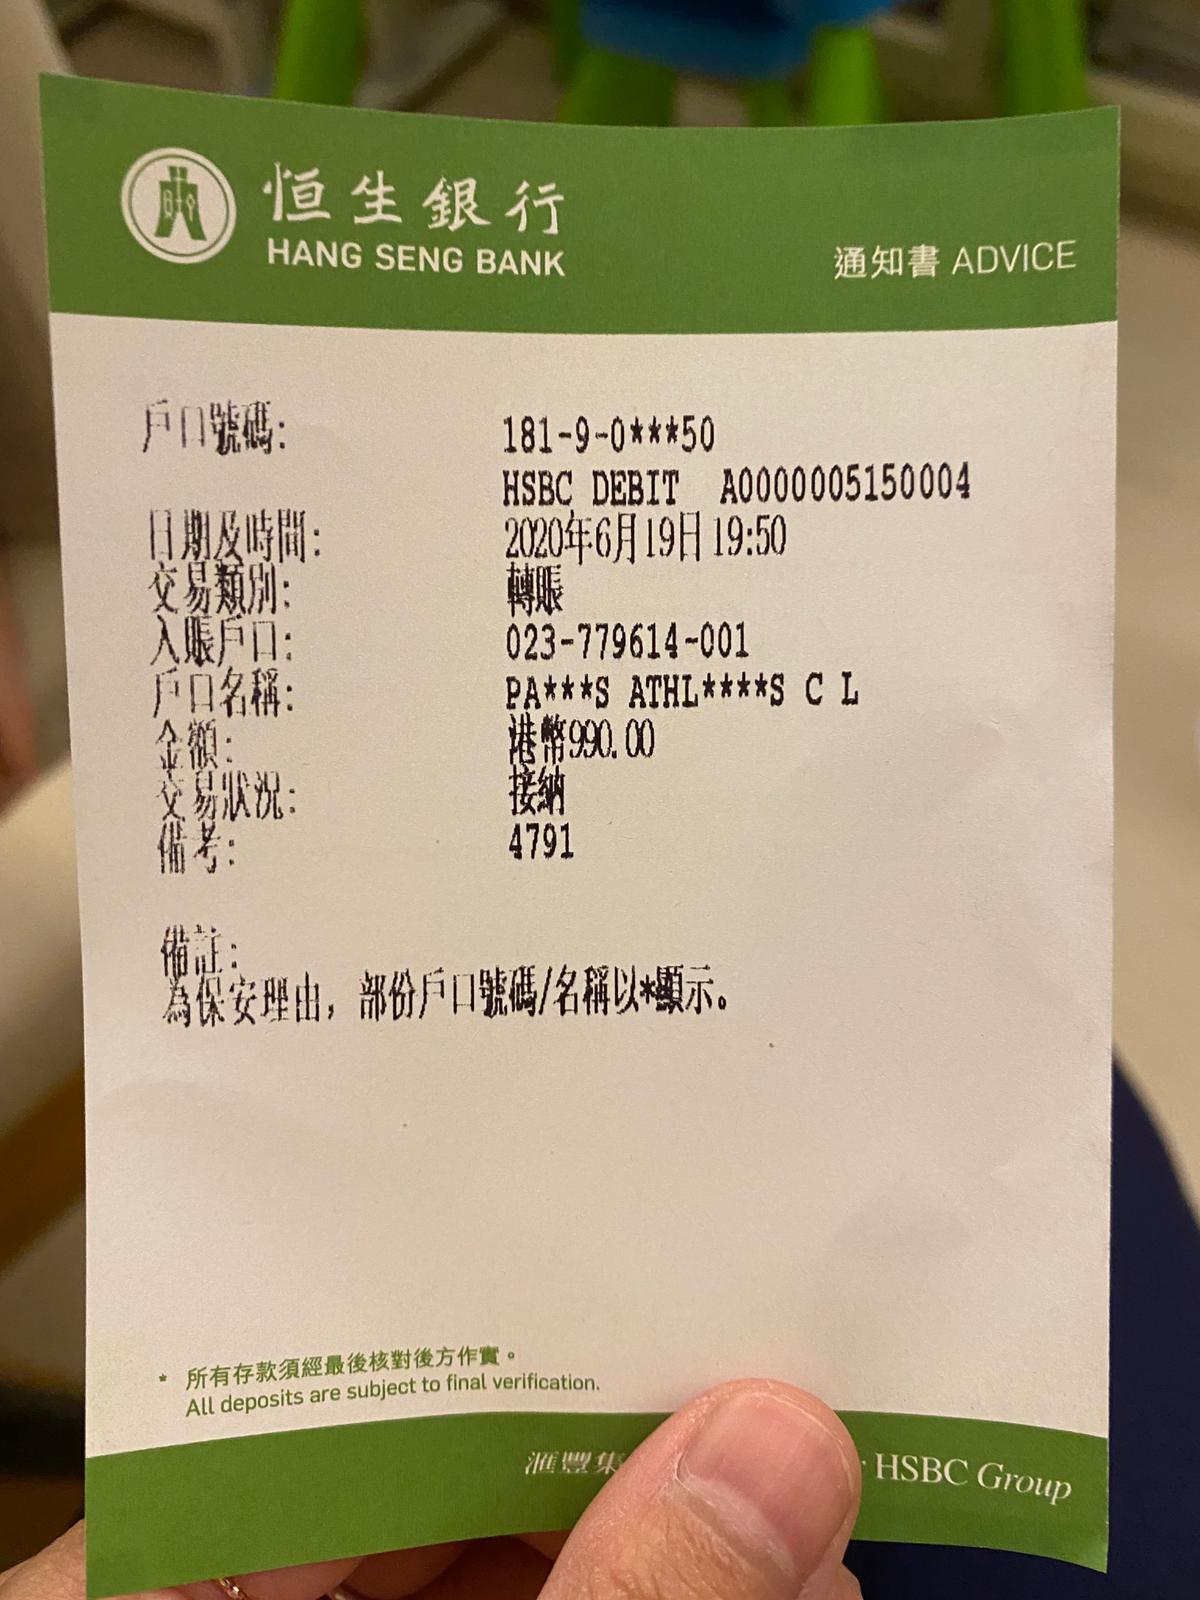 恒生銀行
HANG SENG BANK
通知書 ADVICE
戶口號碼: 181-9-0***50
HSBC DEBIT A0000005150004
日期及時間: 2020年6月19日 19:50
交易類別: 轉賬
入賬戶口: 023-779614-001
戶口名稱: PA***S ATHL****S C L
金額: 港幣990.00
交易狀況: 接納
備考: 4791
備註:
為保安理由，部份戶口號碼/名稱以*顯示。
* 所有存款須經最後核對後方作實。
All deposits are subject to final verification.
滙豐集 HSBC Group